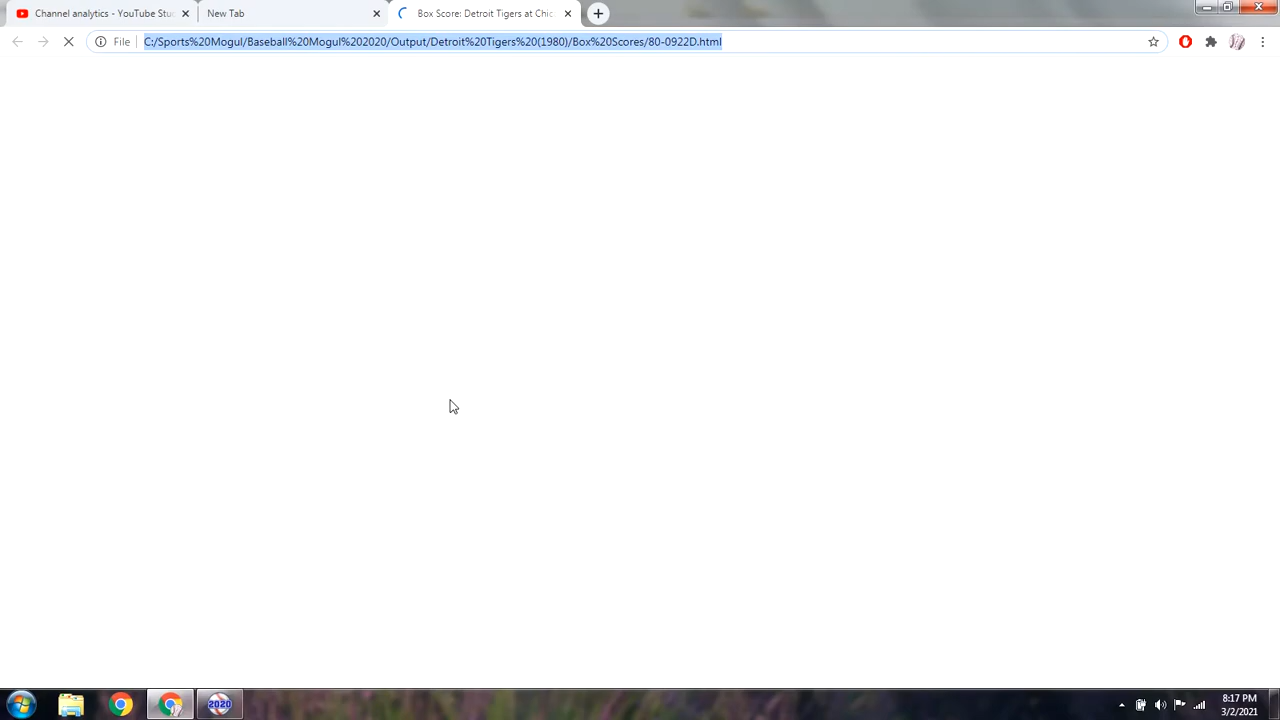 Channel analytics - YouTube Stu
New Tab
Box Score: Detroit Tigers at Chic
File
C:/Sports%20Mogul/Baseball%20Mogul%202020/Output/Detroit%20Tigers%20(1980)/Box%20Scores/80-0922D.html
2020
8:17 PM
3/2/2021